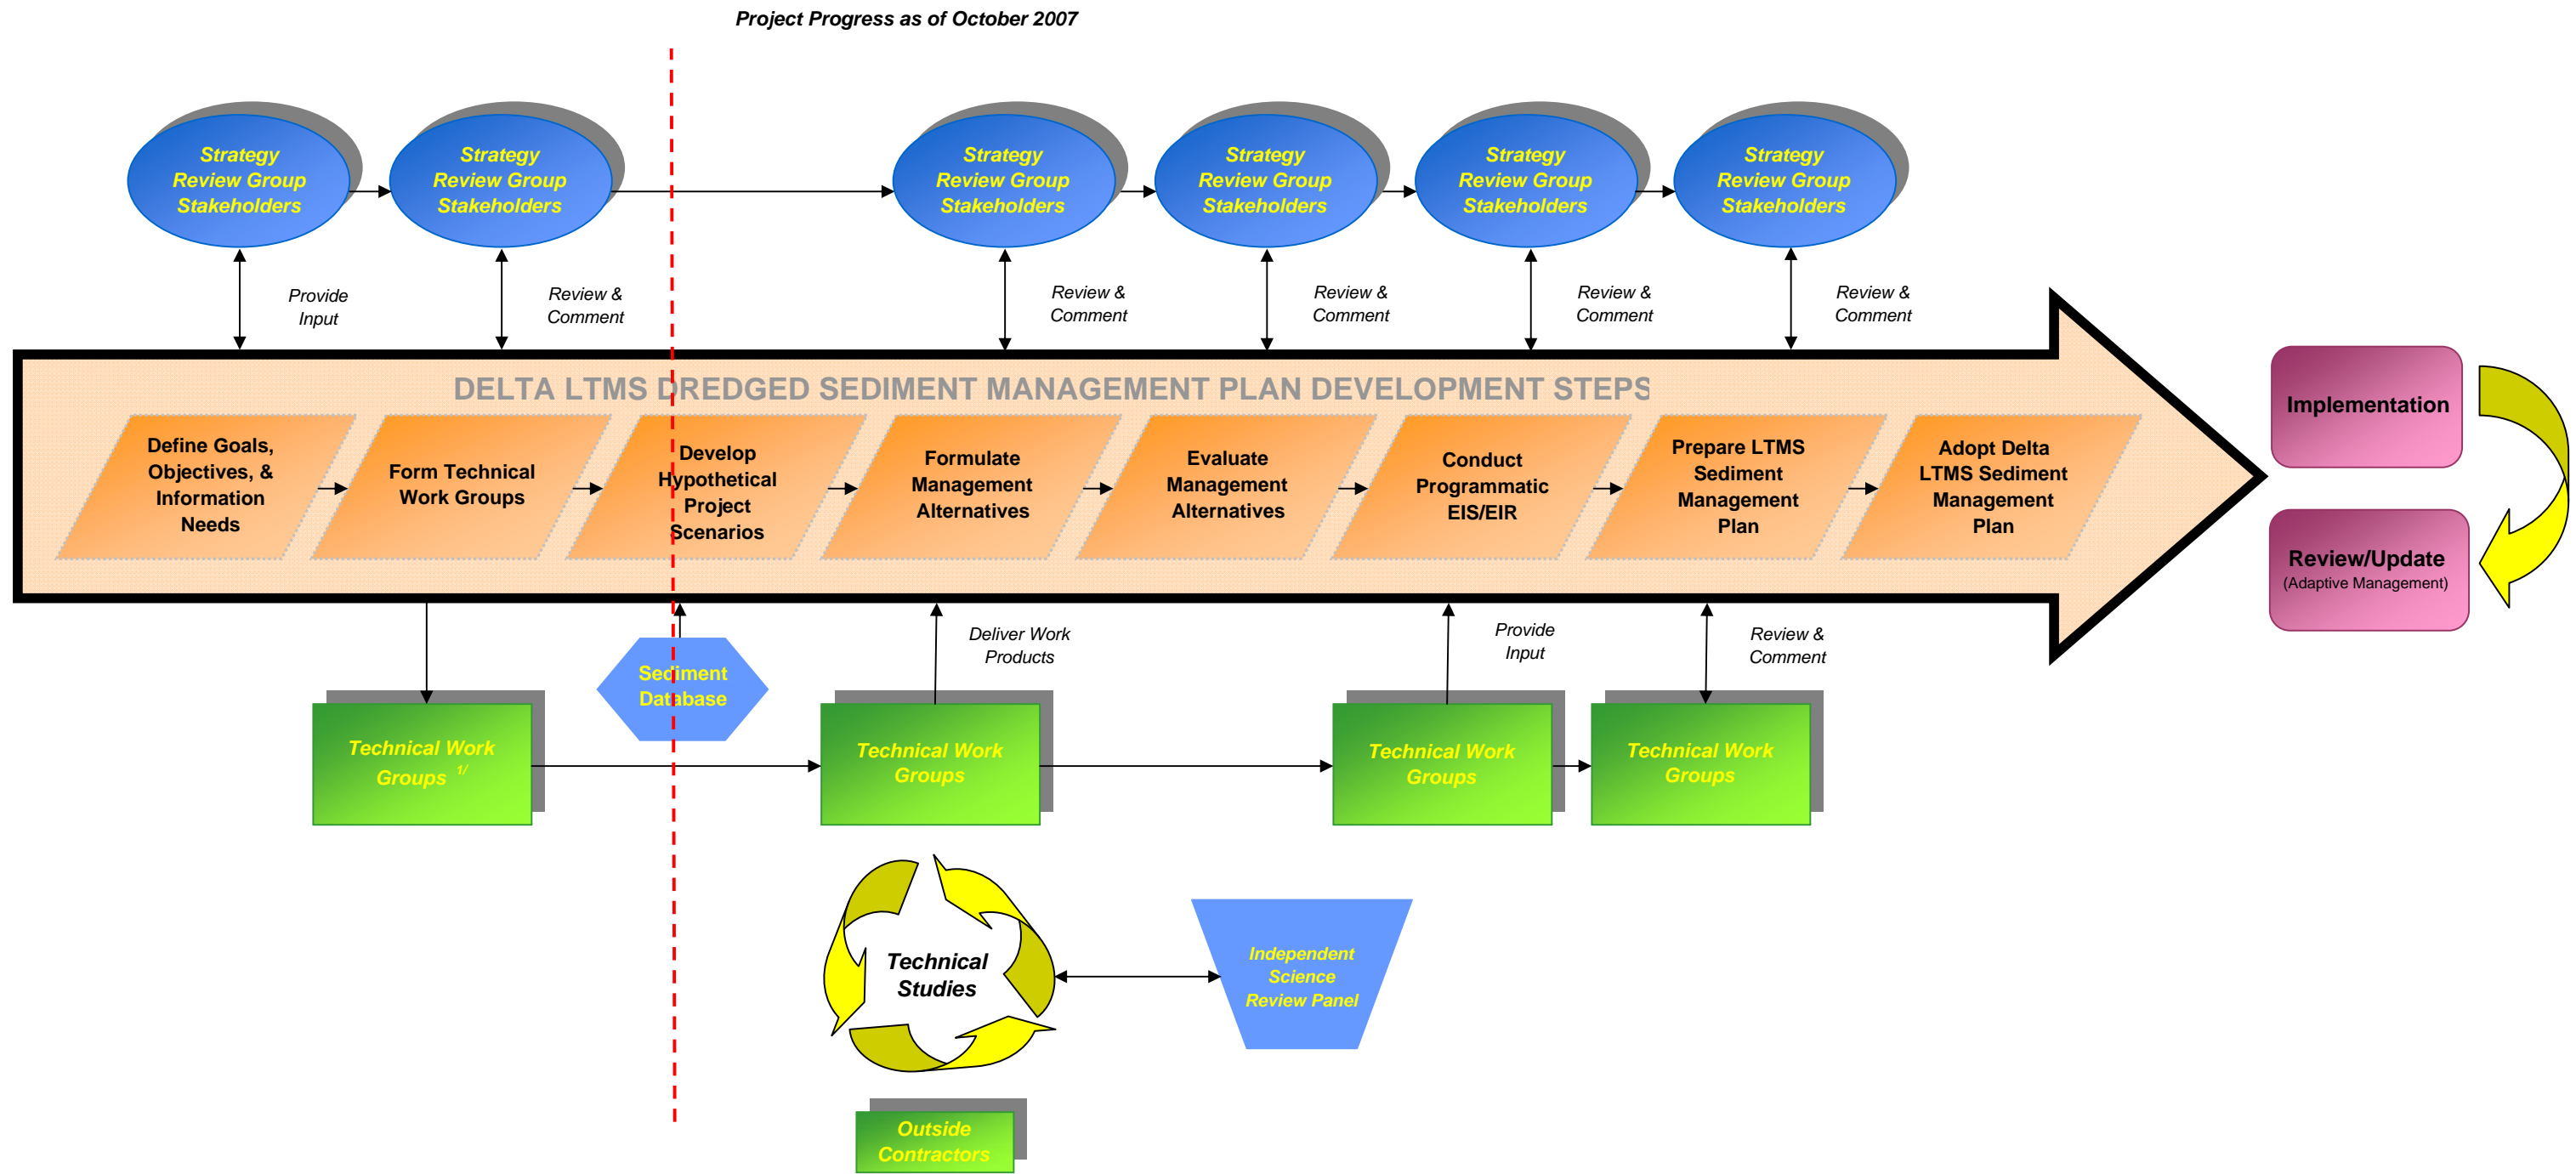 Project Progress as of October 2007
Strategy
Review Group
Stakeholders
Strategy
Review Group
Stakeholders
Strategy
Review Group
Stakeholders
Strategy
Review Group
Stakeholders
Strategy
Review Group
Stakeholders
Strategy
Review Group
Stakeholders
Provide
Input
Review &
Comment
Review &
Comment
Review &
Comment
Review &
Comment
Review &
Comment
DELTA LTMS DREDGED SEDIMENT MANAGEMENT PLAN DEVELOPMENT STEPS
Define Goals,
Objectives, &
Information
Needs
Form Technical
Work Groups
Develop
Hypothetical
Project
Scenarios
Formulate
Management
Alternatives
Evaluate
Management
Alternatives
Conduct
Programmatic
EIS/EIR
Prepare LTMS
Sediment
Management
Plan
Adopt Delta
LTMS Sediment
Management
Plan
Implementation
Review/Update
(Adaptive Management)
Deliver Work
Products
Provide
Input
Review &
Comment
Sediment
Database
Technical Work
Groups 1/
Technical Work
Groups
Technical Work
Groups
Technical Work
Groups
Technical
Studies
Independent
Science
Review Panel
Outside
Contractors